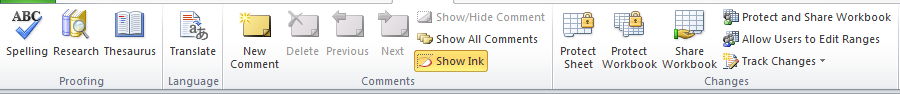 ABC
Spelling
Research
Thesaurus
Proofing
Translate
Language
New
Comment
Delete
Previous
Next
Show/Hide Comment
Show All Comments
Show Ink
Comments
Protect
Sheet
Protect
Workbook
Share
Workbook
Protect and Share Workbook
Allow Users to Edit Ranges
Track Changes
Changes